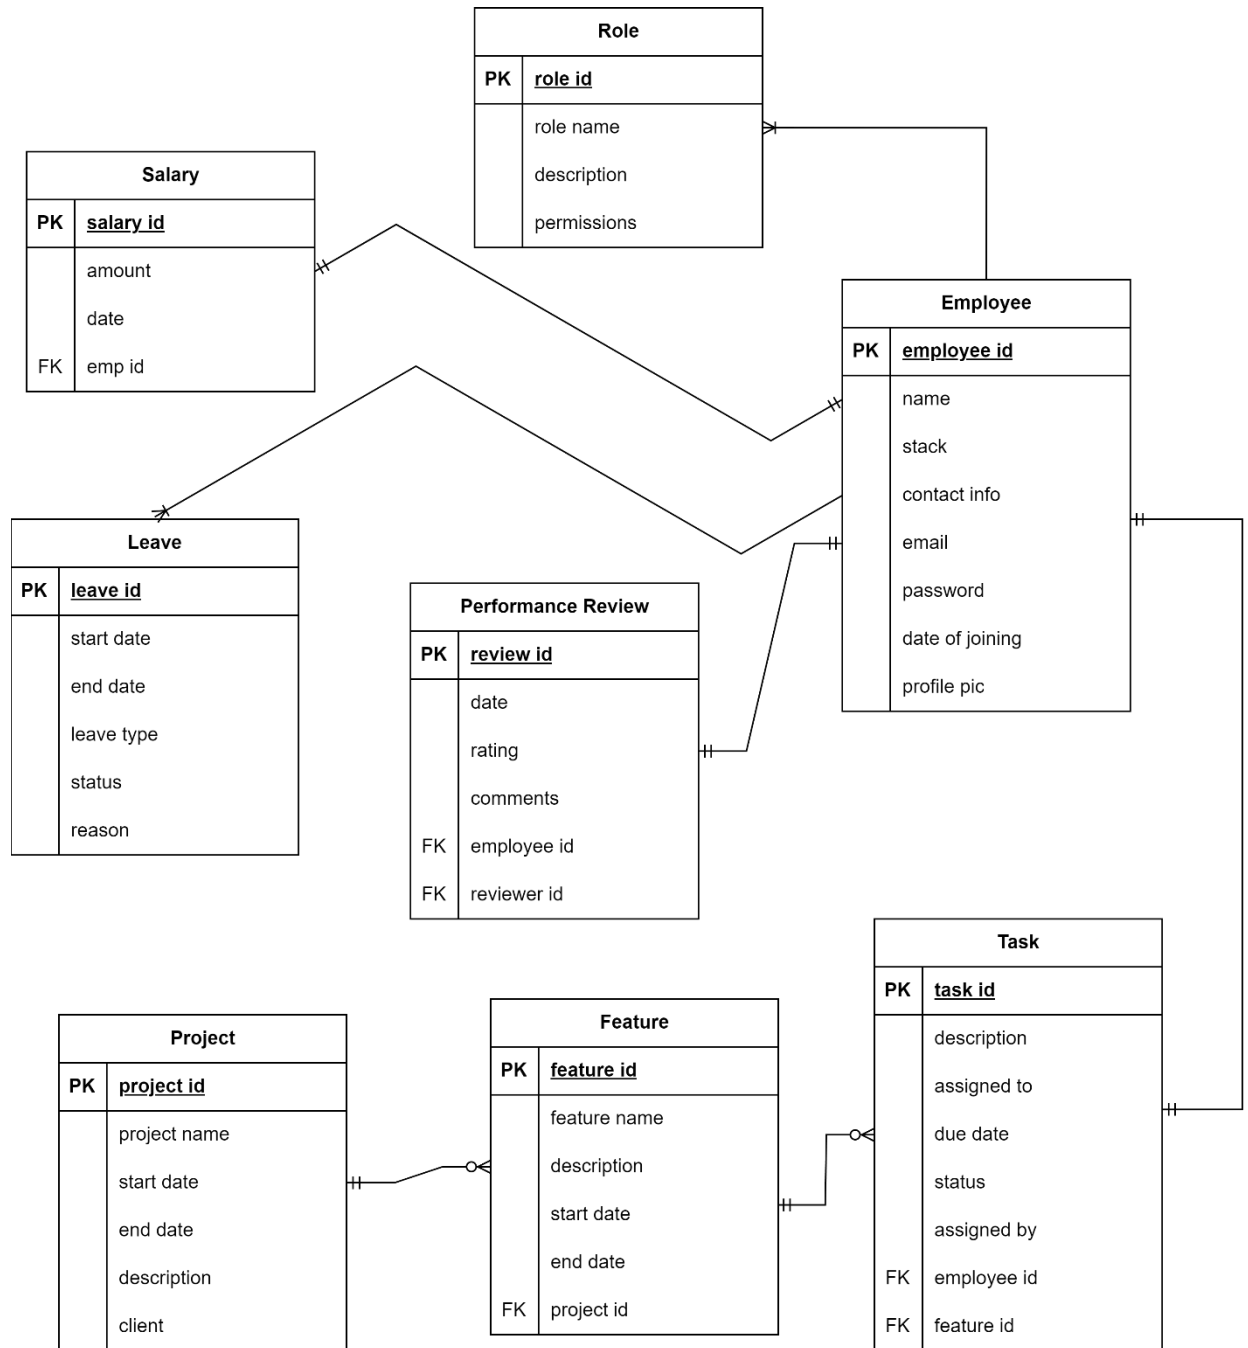 Role
PK role id
role name
description
permissions
Salary
PK salary id
amount
date
FK emp id
Employee
PK employee id
name
stack
contact info
email
password
date of joining
profile pic
Leave
PK leave id
start date
end date
leave type
status
reason
Performance Review
PK review id
date
rating
comments
FK employee id
FK reviewer id
Task
PK task id
description
assigned to
due date
status
assigned by
FK employee id
FK feature id
Feature
PK feature id
feature name
description
start date
end date
FK project id
Project
PK project id
project name
start date
end date
description
client